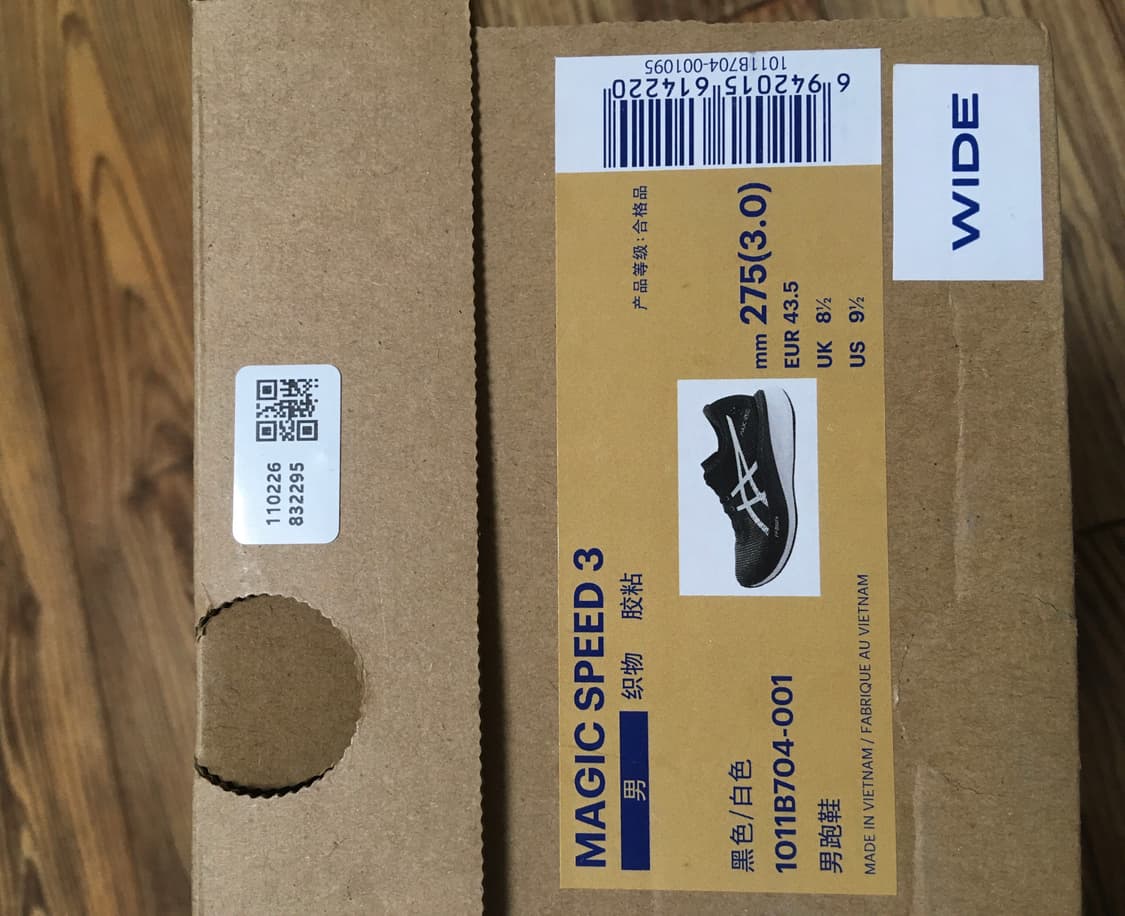 110226
832295
MAGIC SPEED 3
男 织物 胶粘
产品等级:合格品
黑色/白色
1011B704-001
男跑鞋
MADE IN VIETNAM / FABRIQUE AU VIETNAM
mm 275(3.0)
EUR 43.5
UK 8½
US 9½
6 942015 614220
1011B704-001095
WIDE